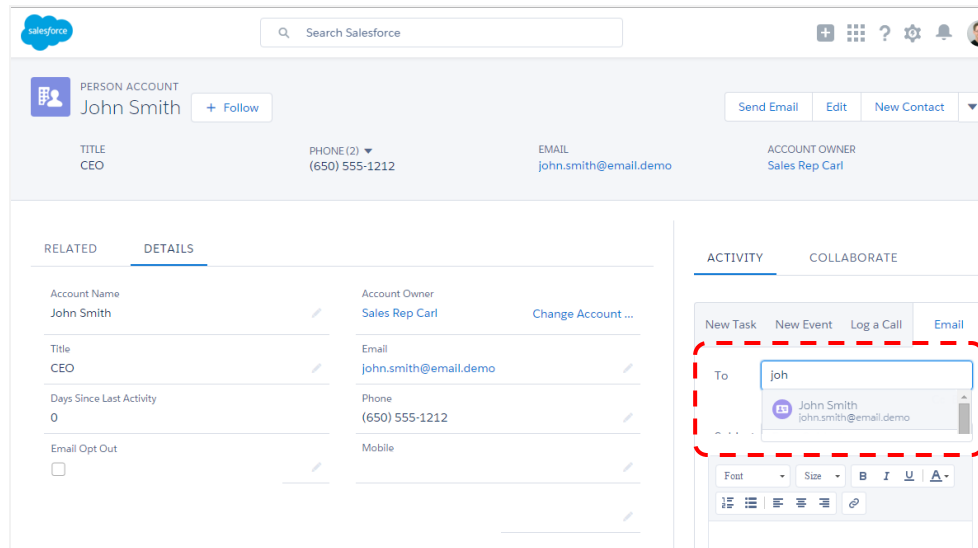 salesforce
Search Salesforce
PERSON ACCOUNT
John Smith
+ Follow
Send Email
Edit
New Contact
TITLE
CEO
PHONE (2)
(650) 555-1212
EMAIL
john.smith@email.demo
ACCOUNT OWNER
Sales Rep Carl
RELATED
DETAILS
Account Name
John Smith
Account Owner
Sales Rep Carl
Change Account ...
Title
CEO
Email
john.smith@email.demo
Days Since Last Activity
0
Phone
(650) 555-1212
Email Opt Out
Mobile
ACTIVITY
COLLABORATE
New Task
New Event
Log a Call
Email
To
joh
John Smith
john.smith@email.demo
Font
Size
B
I
U
A